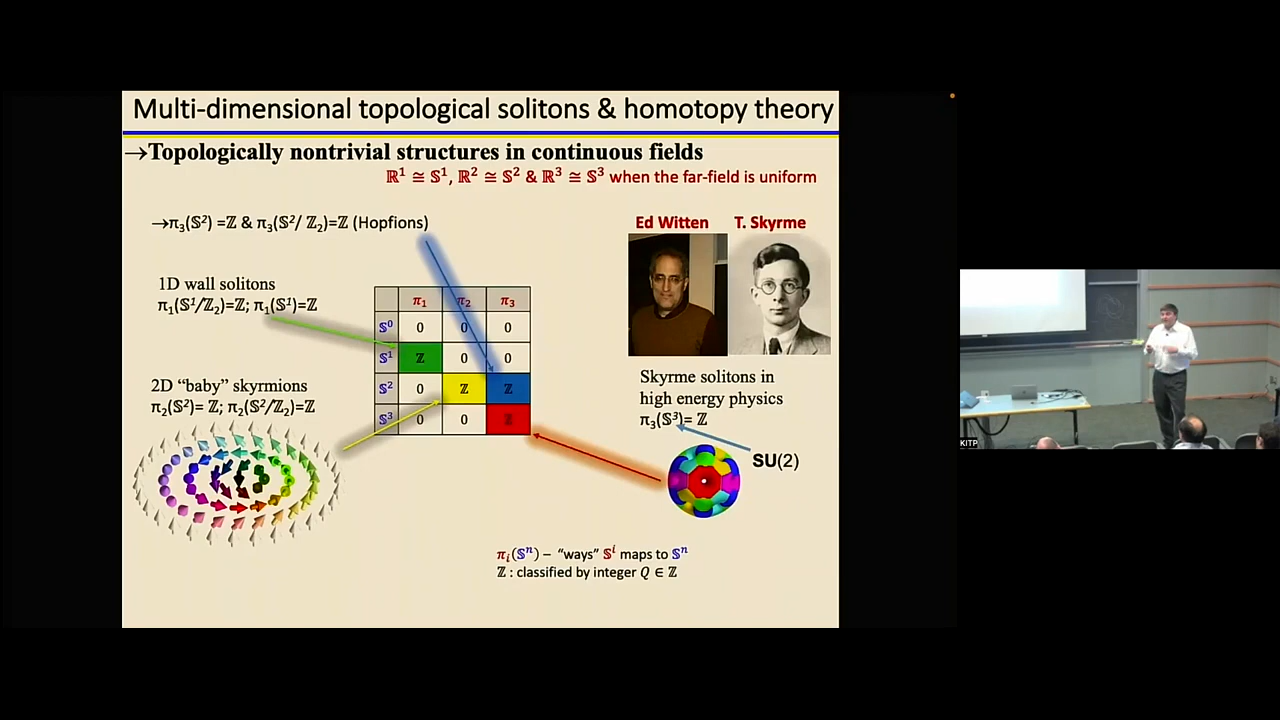 Multi-dimensional topological solitons & homotopy theory
→Topologically nontrivial structures in continuous fields
ℝ¹ ≅ 𝕊¹, ℝ² ≅ 𝕊² & ℝ³ ≅ 𝕊³ when the far-field is uniform
→π₃(𝕊²) =ℤ & π₃(𝕊²/ ℤ₂)=ℤ (Hopfions)
Ed Witten T. Skyrme
1D wall solitons
π₁(𝕊¹/ℤ₂)=ℤ; π₁(𝕊¹)=ℤ
π₁ π₂ π₃
𝕊⁰ 0 0 0
𝕊¹ ℤ 0 0
𝕊² 0 ℤ ℤ
𝕊³ 0 0 ℤ
2D “baby” skyrmions
π₂(𝕊²)= ℤ; π₂(𝕊²/ℤ₂)=ℤ
Skyrme solitons in
high energy physics
π₃(𝕊³)= ℤ
SU(2)
πᵢ(𝕊ⁿ) – “ways” 𝕊ⁱ maps to 𝕊ⁿ
ℤ : classified by integer Q ∈ ℤ
KITP